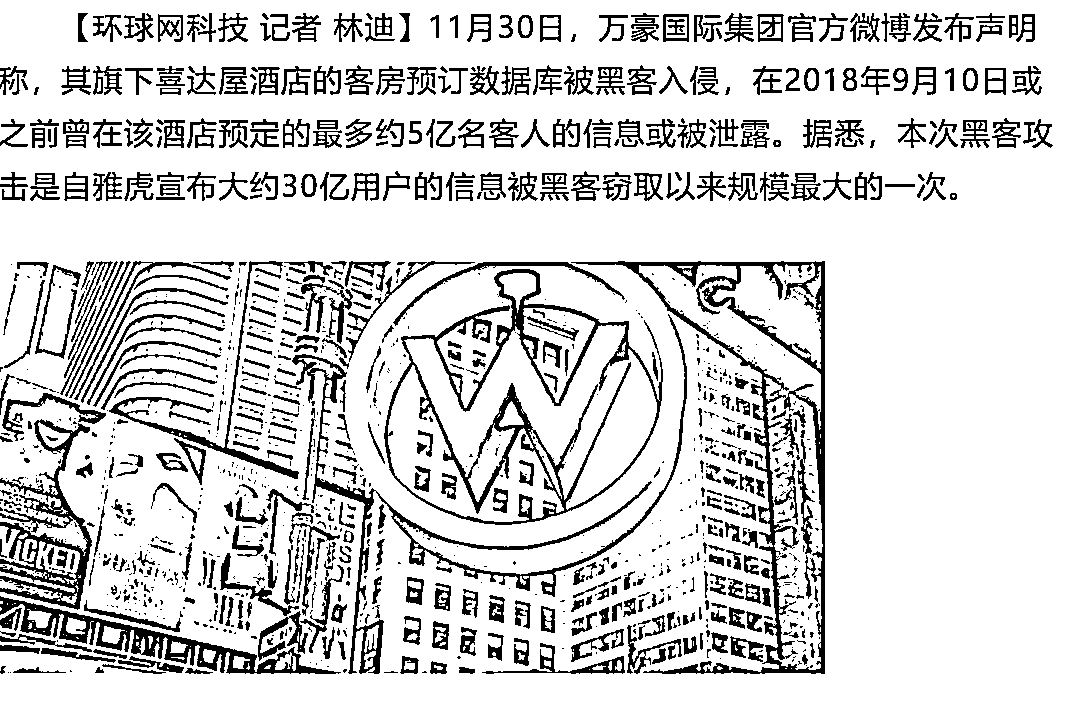 【环球网科技 记者 林迪】11月30日，万豪国际集团官方微博发布声明
称，其旗下喜达屋酒店的客房预订数据库被黑客入侵，在2018年9月10日或
之前曾在该酒店预定的最多约5亿名客人的信息或被泄露。据悉，本次黑客攻
击是自雅虎宣布大约30亿用户的信息被黑客窃取以来规模最大的一次。
W
WICKED